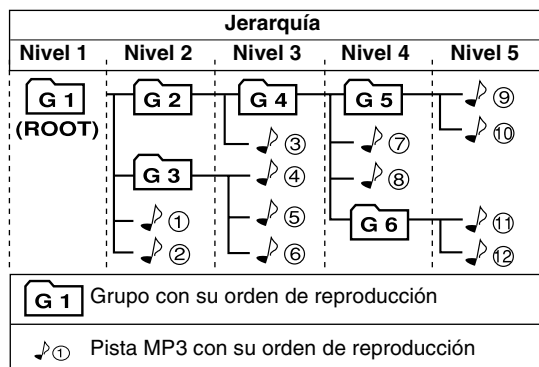 Jerarquía
Nivel 1 Nivel 2 Nivel 3 Nivel 4 Nivel 5
G 1 G 2 G 4 G 5 ⑨
(ROOT) ⑩
③ ⑦
G 3 ④ ⑧
① ⑤ G 6 ⑪
② ⑥ ⑫
G 1 Grupo con su orden de reproducción
① Pista MP3 con su orden de reproducción